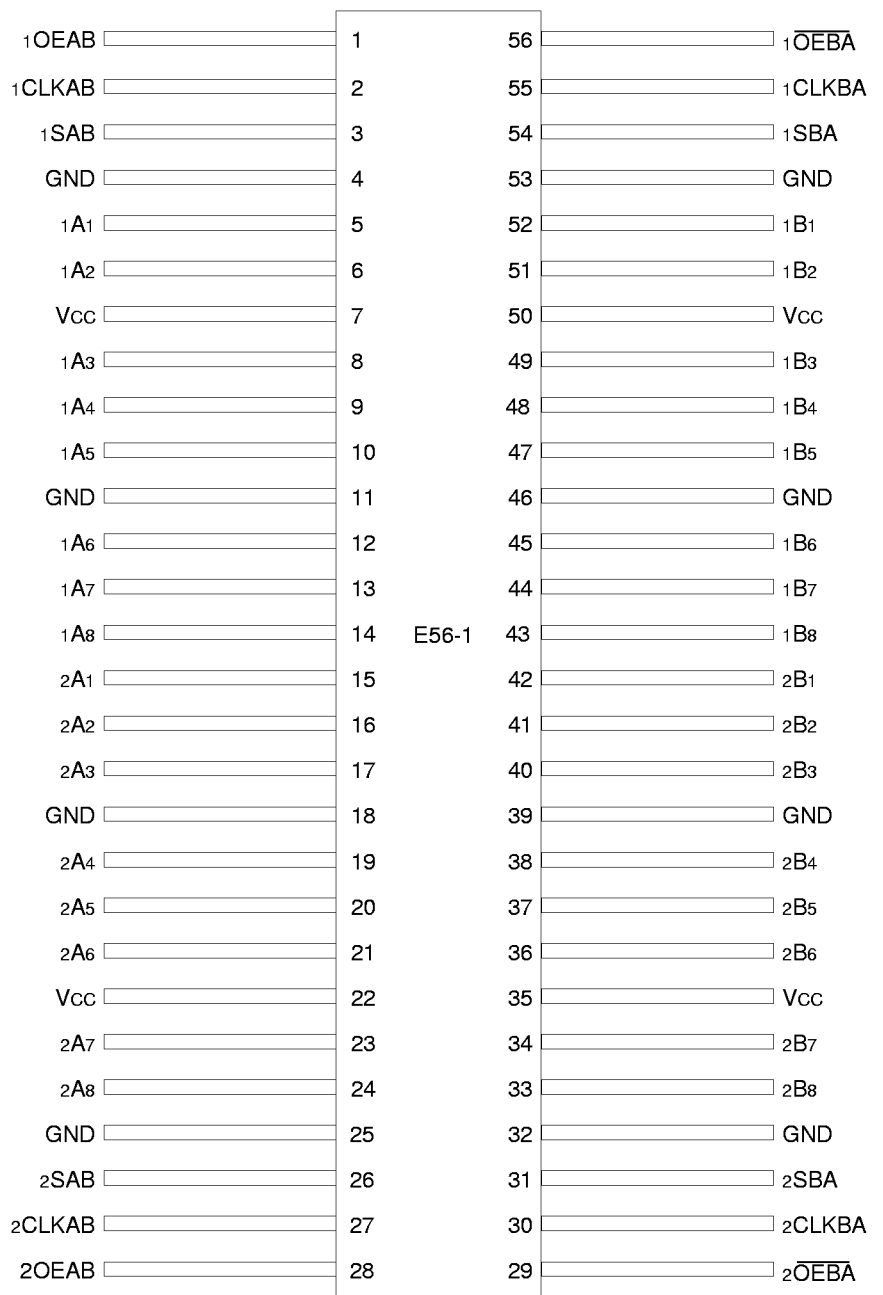 1OEAB 1 56 1OEBA
1CLKAB 2 55 1CLKBA
1SAB 3 54 1SBA
GND 4 53 GND
1A1 5 52 1B1
1A2 6 51 1B2
VCC 7 50 VCC
1A3 8 49 1B3
1A4 9 48 1B4
1A5 10 47 1B5
GND 11 46 GND
1A6 12 45 1B6
1A7 13 44 1B7
1A8 14 E56-1 43 1B8
2A1 15 42 2B1
2A2 16 41 2B2
2A3 17 40 2B3
GND 18 39 GND
2A4 19 38 2B4
2A5 20 37 2B5
2A6 21 36 2B6
VCC 22 35 VCC
2A7 23 34 2B7
2A8 24 33 2B8
GND 25 32 GND
2SAB 26 31 2SBA
2CLKAB 27 30 2CLKBA
2OEAB 28 29 2OEBA